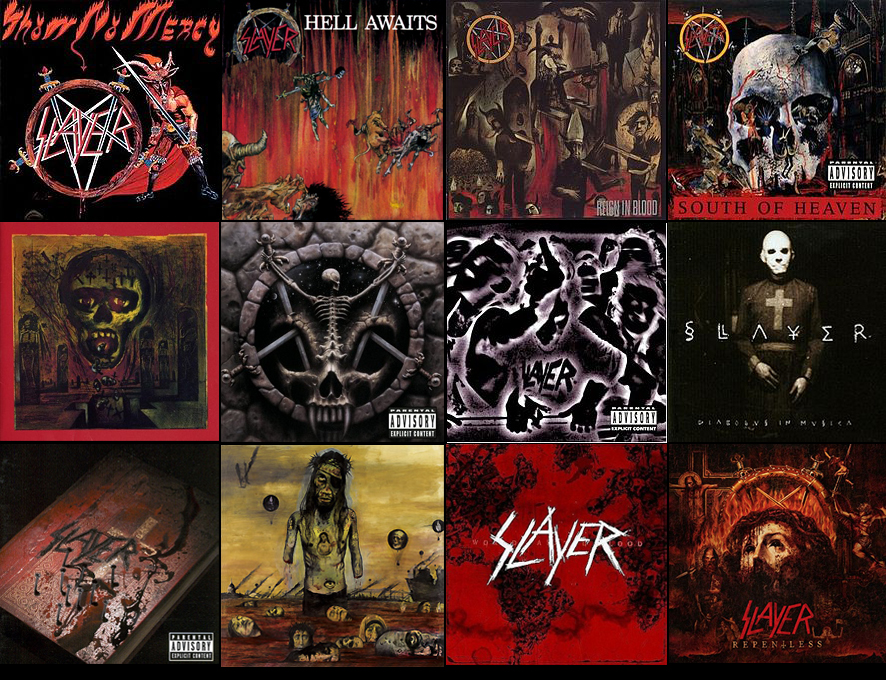 Show No Mercy
SLAYER
SLAYER
HELL AWAITS
SLAYER
REIGN IN BLOOD
SLAYER
PARENTAL
ADVISORY
EXPLICIT CONTENT
SOUTH OF HEAVEN
PARENTAL
ADVISORY
EXPLICIT CONTENT
SLAYER
PARENTAL
ADVISORY
EXPLICIT CONTENT
SLAYER
DIABOLUS IN MUSICA
SLAYER
PARENTAL
ADVISORY
EXPLICIT CONTENT
SLAYER
SLAYER
REPENTLESS